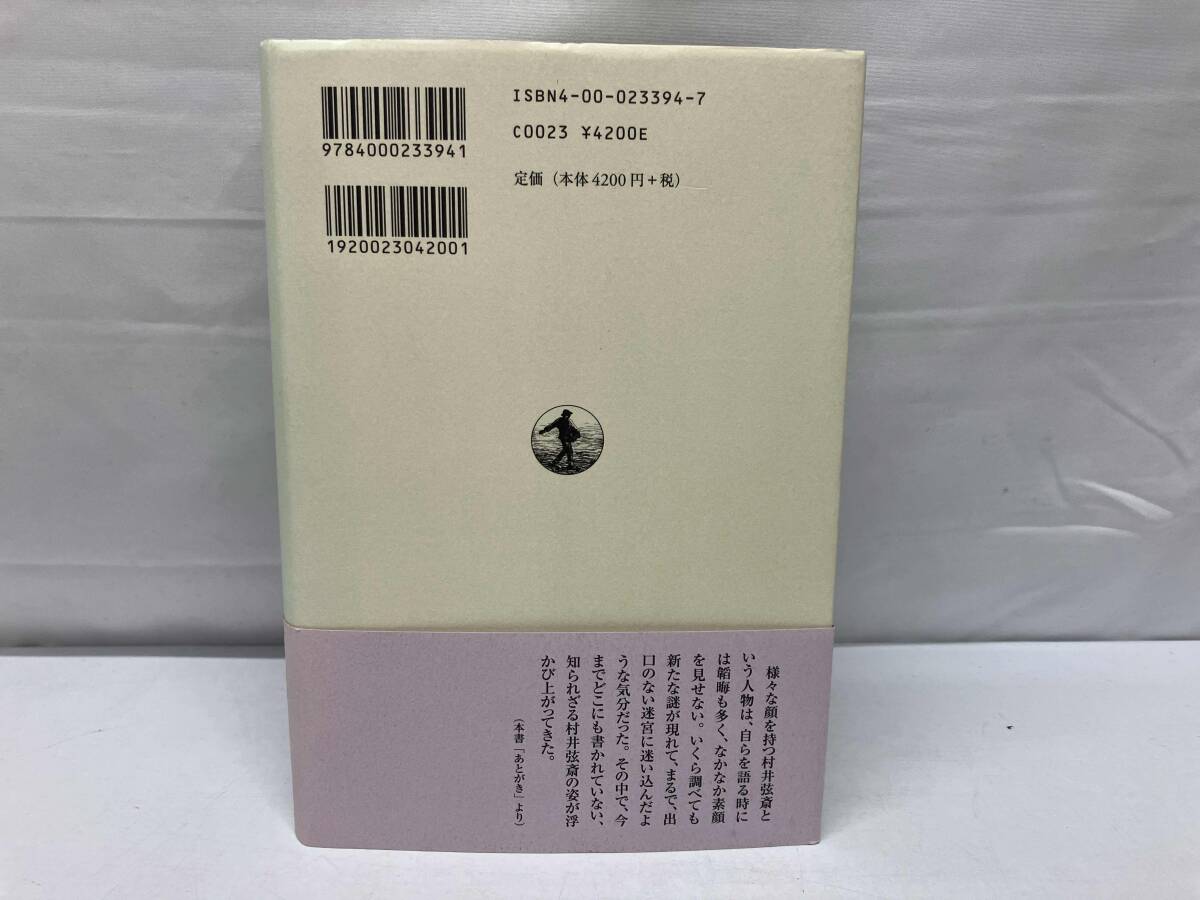 ISBN4-00-023394-7
C0023 ¥4200E
定価（本体4200円＋税）
9784000233941
1920023042001
様々な顔を持つ村井弦斎と
いう人物は、自らを語る時に
は韜晦も多く、なかなか素顔
を見せない。いくら調べても
新たな謎が現れて、まるで、出
口のない迷宮に迷い込んだよ
うな気分だった。その中で、今
までどこにも書かれていない、
知られざる村井弦斎の姿が浮
かび上がってきた。
（本書「あとがき」より）